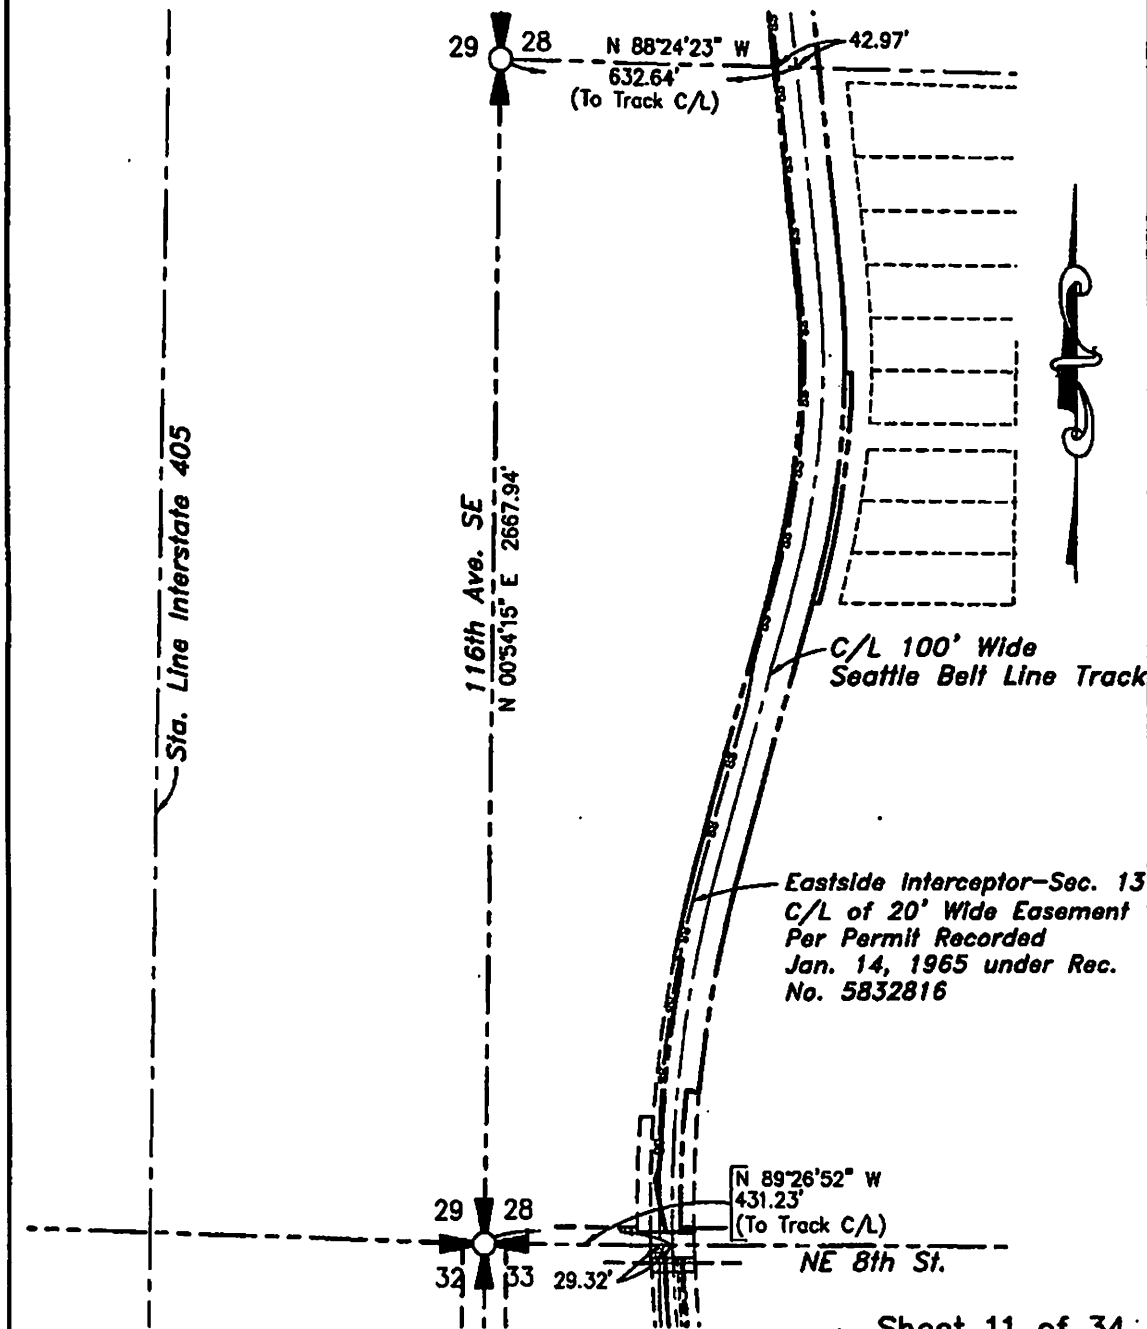 29 28
N 88°24'23" W
632.64'
(To Track C/L)
42.97'
Sta. Line Interstate 405
116th Ave. SE
N 00°54'15" E 2667.94'
C/L 100' Wide
Seattle Belt Line Track
Eastside Interceptor-Sec. 13
C/L of 20' Wide Easement
Per Permit Recorded
Jan. 14, 1965 under Rec.
No. 5832816
N 89°26'52" W
431.23'
(To Track C/L)
29 28
32 33
29.32'
NE 8th St.
Sheet 11 of 34